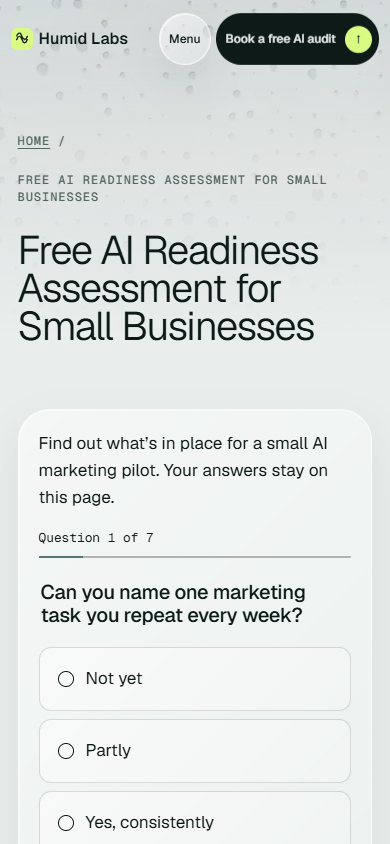 Humid Labs
Menu
Book a free AI audit ↑
HOME /
FREE AI READINESS ASSESSMENT FOR SMALL
BUSINESSES
Free AI Readiness
Assessment for
Small Businesses
Find out what’s in place for a small AI
marketing pilot. Your answers stay on
this page.
Question 1 of 7
Can you name one marketing
task you repeat every week?
Not yet
Partly
Yes, consistently